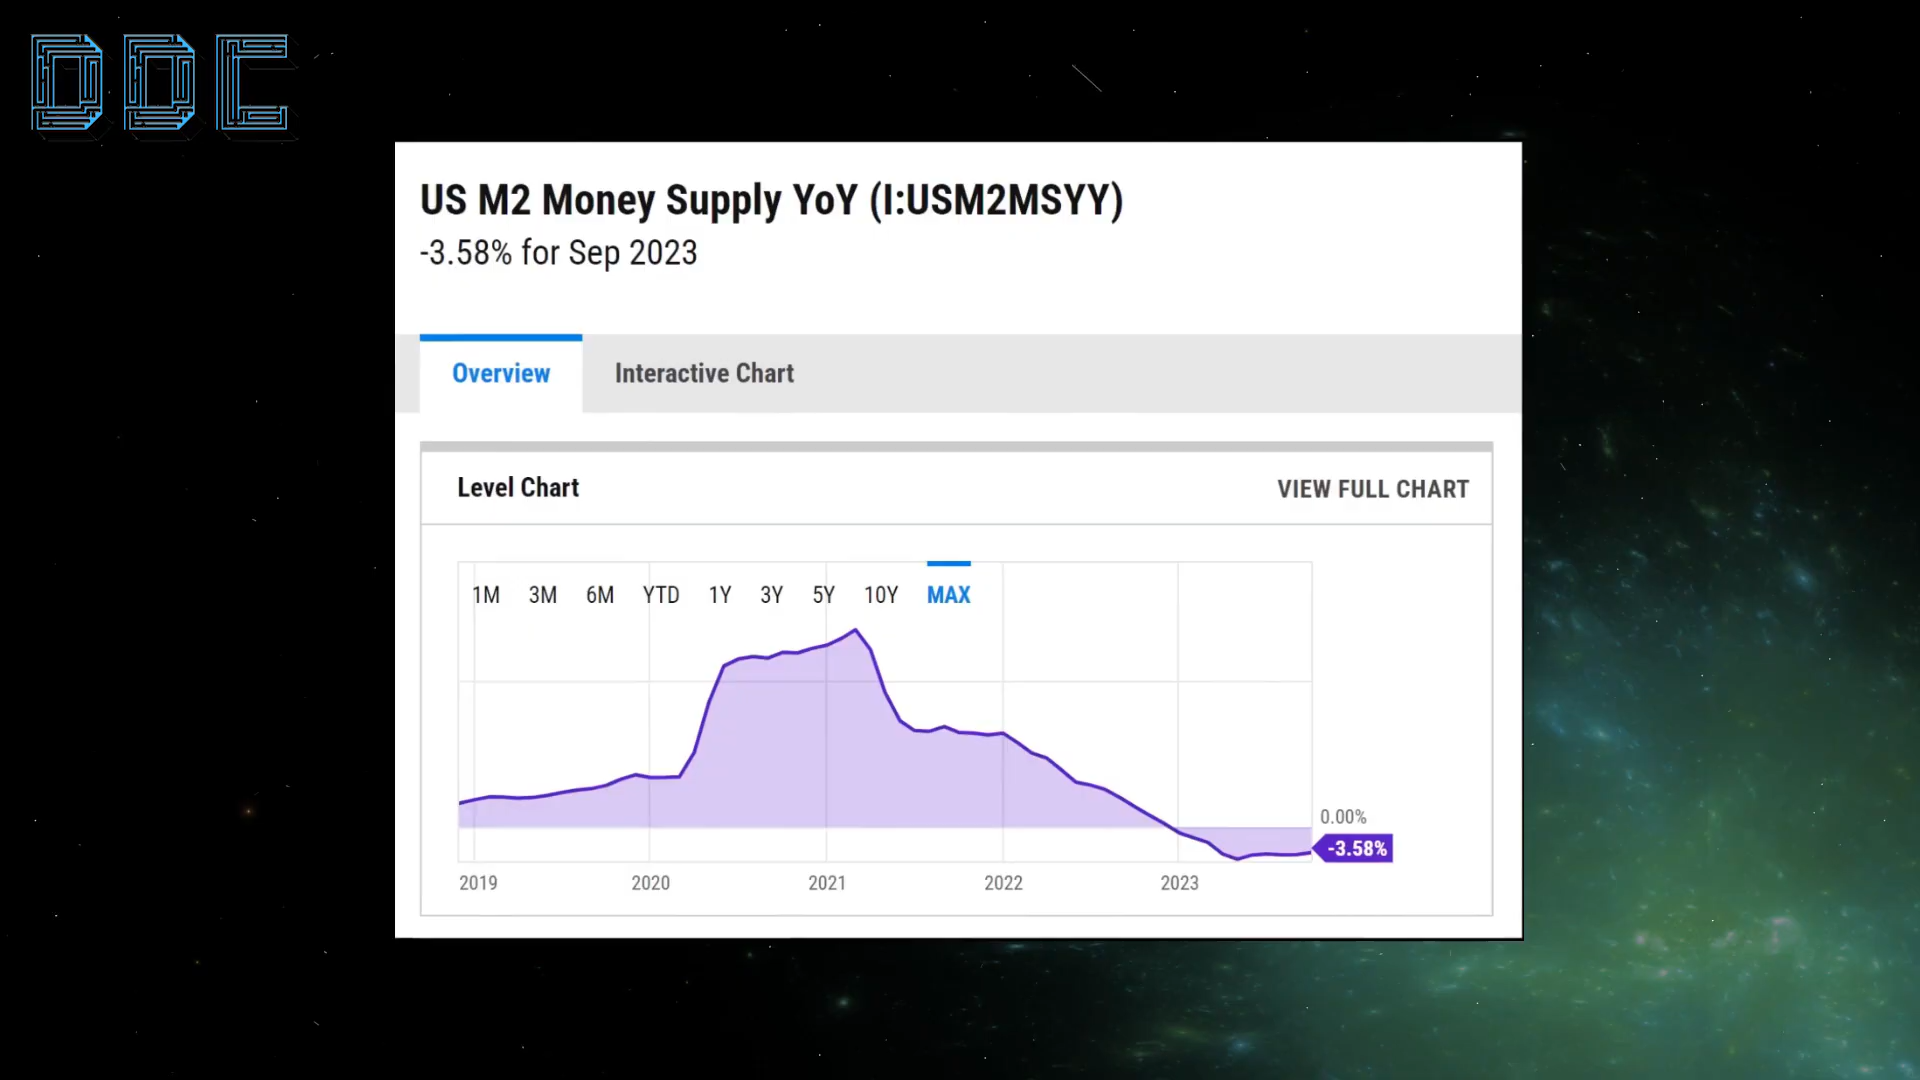 DDC
US M2 Money Supply YoY (I:USM2MSYY)
-3.58% for Sep 2023
Overview Interactive Chart
Level Chart VIEW FULL CHART
1M 3M 6M YTD 1Y 3Y 5Y 10Y MAX
0.00%
-3.58%
2019 2020 2021 2022 2023